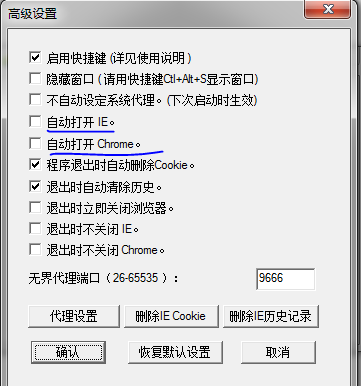 高级设置
启用快捷键 (详见使用说明 )
隐藏窗口 ( 请用快捷键Ctl+Alt+S显示窗口)
不自动设定系统代理。(下次启动时生效)
自动打开 IE。
自动打开 Chrome。
程序退出时自动删除Cookie。
退出时自动清除历史。
退出时立即关闭浏览器。
退出时不关闭 IE。
退出时不关闭 Chrome。
无界代理端口（26-65535 ）： 9666
代理设置 删除IE Cookie 删除IE历史记录
确认 恢复默认设置 取消